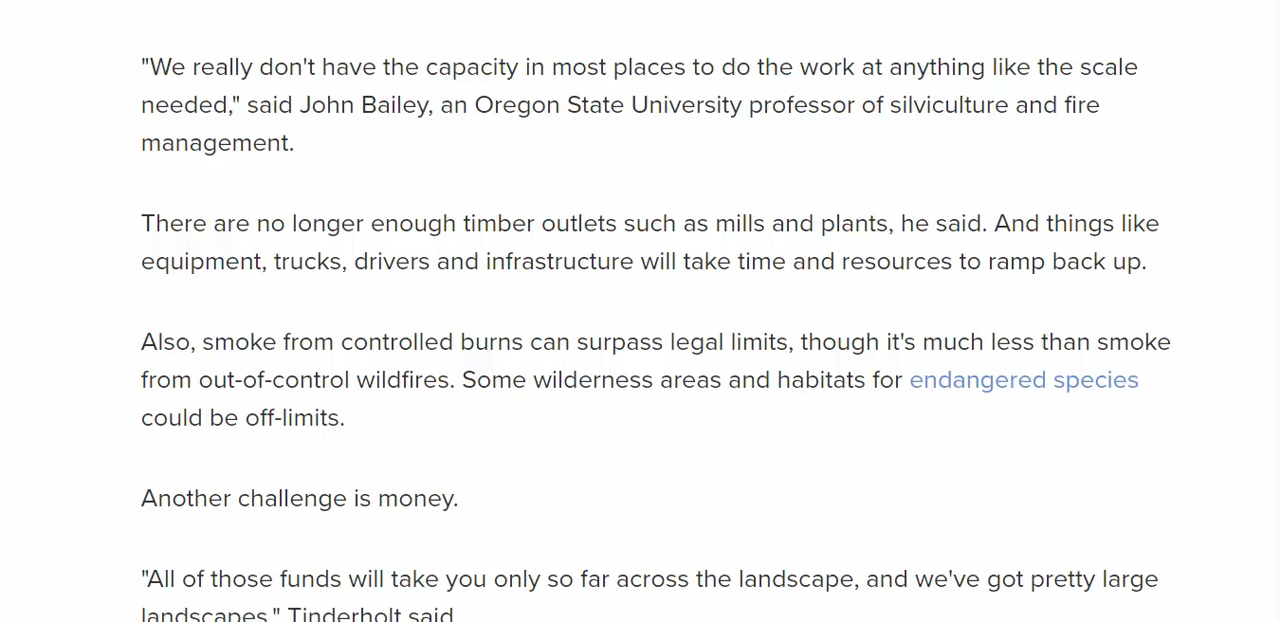 "We really don't have the capacity in most places to do the work at anything like the scale
needed," said John Bailey, an Oregon State University professor of silviculture and fire
management.
There are no longer enough timber outlets such as mills and plants, he said. And things like
equipment, trucks, drivers and infrastructure will take time and resources to ramp back up.
Also, smoke from controlled burns can surpass legal limits, though it's much less than smoke
from out-of-control wildfires. Some wilderness areas and habitats for endangered species
could be off-limits.
Another challenge is money.
"All of those funds will take you only so far across the landscape, and we've got pretty large
landscapes," Tinderholt said.